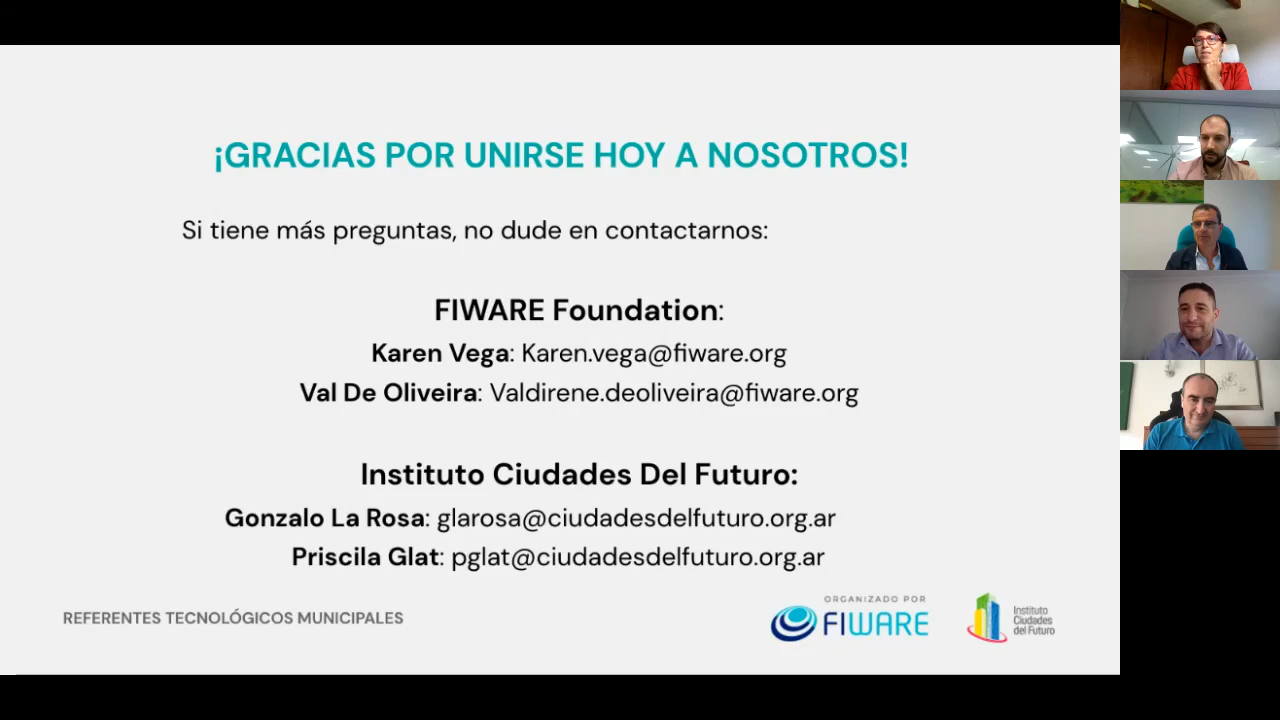 ¡GRACIAS POR UNIRSE HOY A NOSOTROS!
Si tiene más preguntas, no dude en contactarnos:
FIWARE Foundation:
Karen Vega: Karen.vega@fiware.org
Val De Oliveira: Valdirene.deoliveira@fiware.org
Instituto Ciudades Del Futuro:
Gonzalo La Rosa: glarosa@ciudadesdelfuturo.org.ar
Priscila Glat: pglat@ciudadesdelfuturo.org.ar
REFERENTES TECNOLÓGICOS MUNICIPALES
ORGANIZADO POR
FIWARE
Instituto
Ciudades
del Futuro